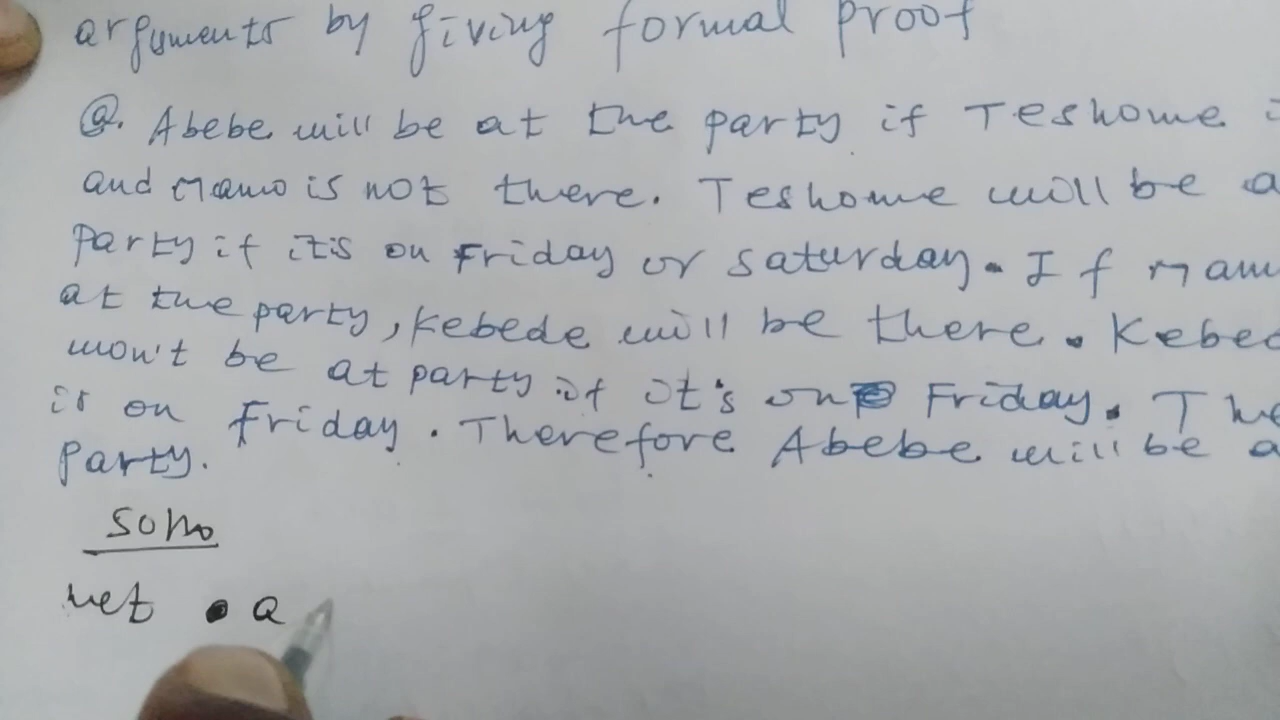 arguments by giving formal proof
Q. Abebe will be at the party if Teshome i
and Mamo is not there. Teshome will be a
Party if it's on Friday or saturday. If Mam
at the party, Kebede will be there. Kebed
won't be at party if it's on Friday. The
is on Friday. Therefore Abebe will be a
Party.
Soln
Let a